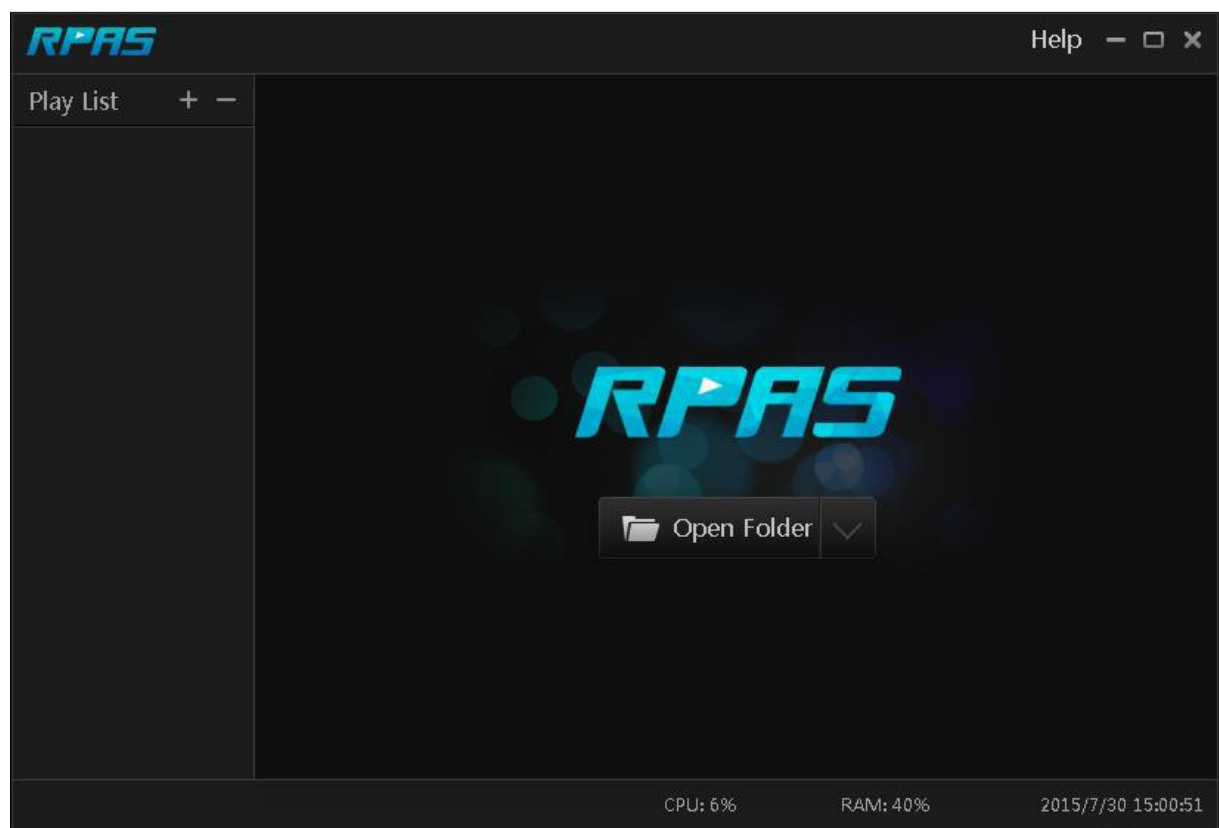 RPAS
Help
Play List + −
RPAS
Open Folder
CPU: 6% RAM: 40% 2015/7/30 15:00:51